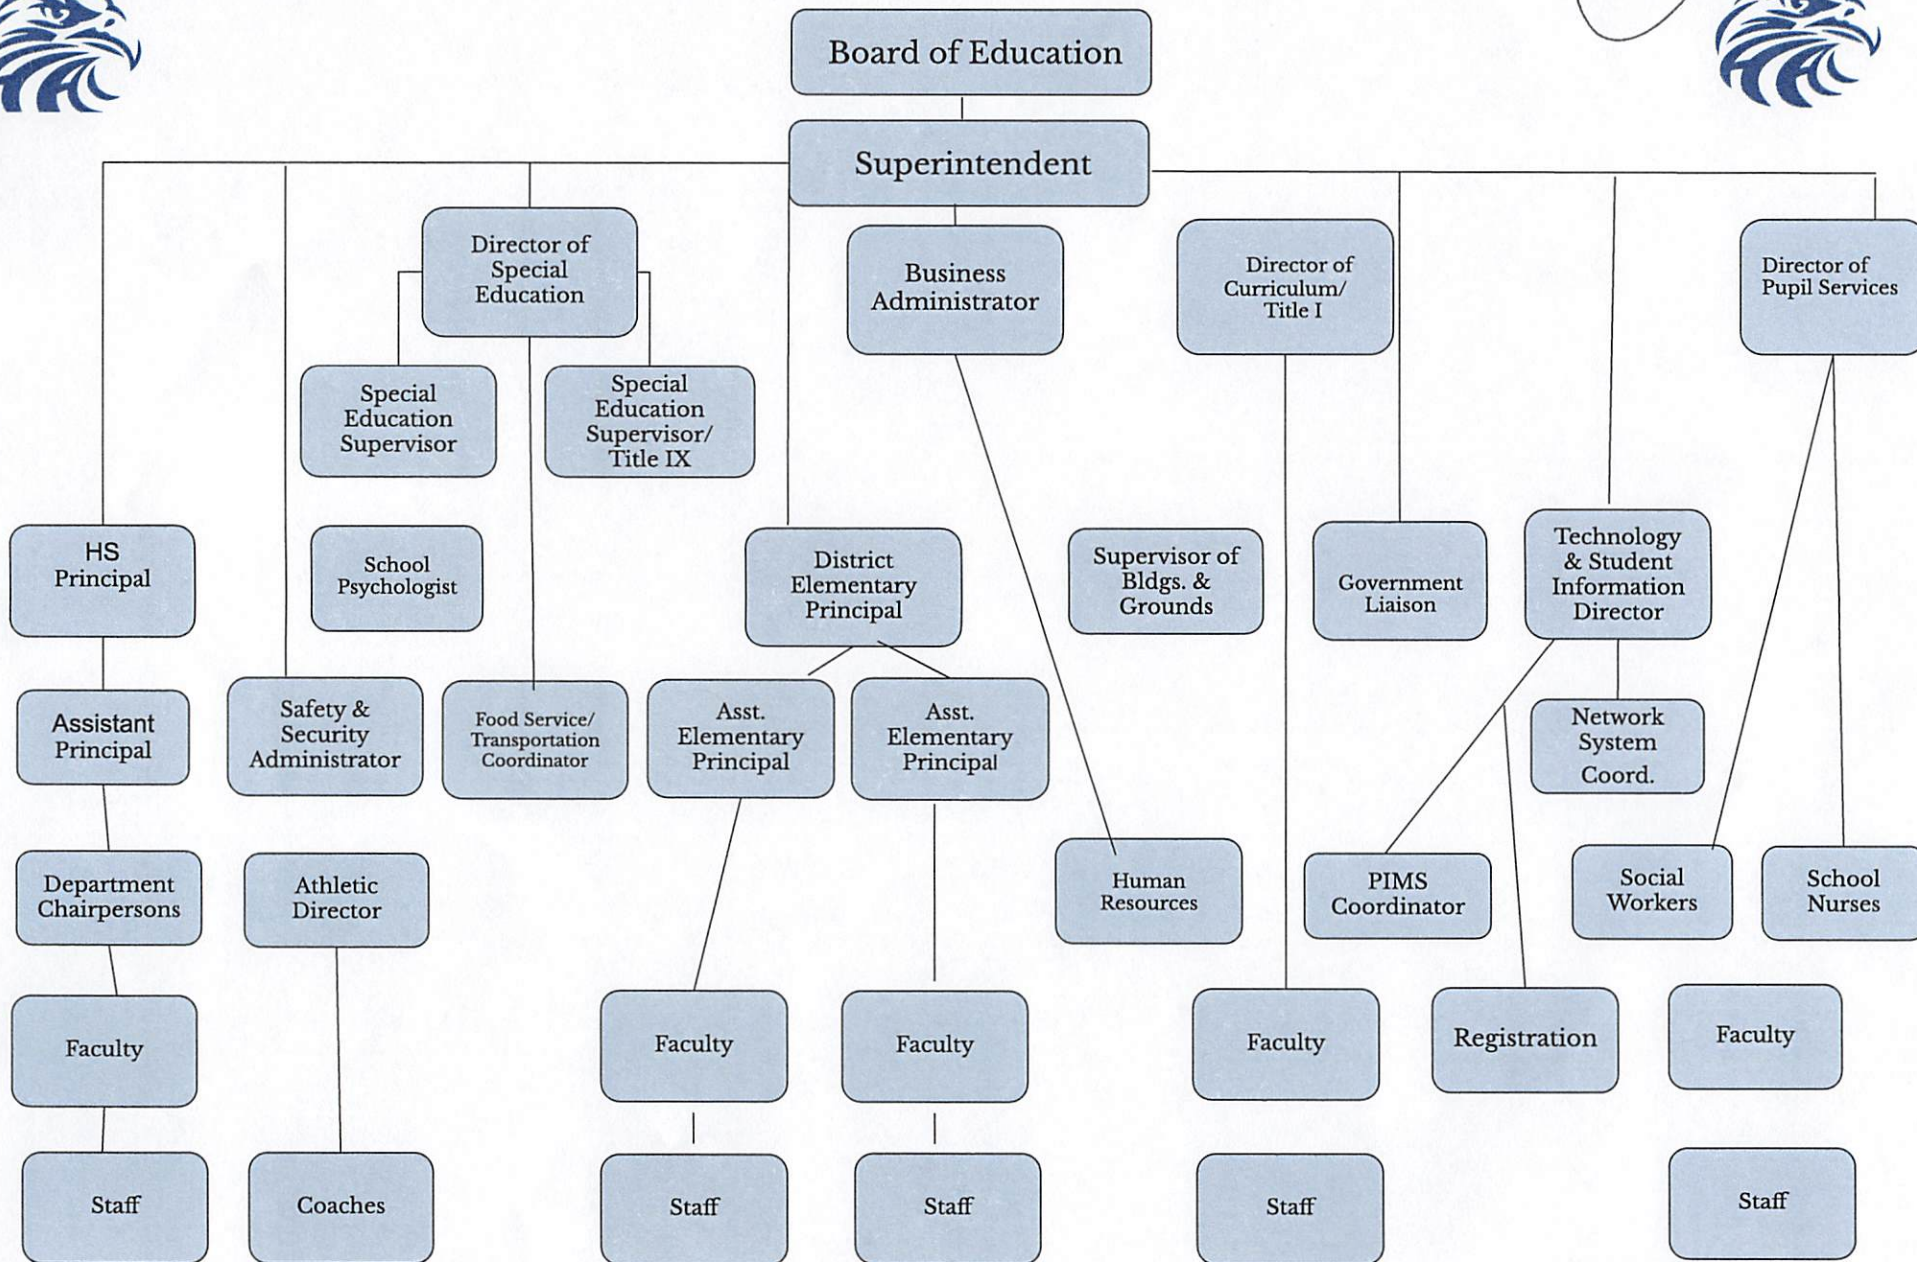 Board of Education
Superintendent
Director of
Special
Education
Business
Administrator
Director of
Curriculum/
Title I
Director of
Pupil Services
Special
Education
Supervisor
Special
Education
Supervisor/
Title IX
HS
Principal
School
Psychologist
District
Elementary
Principal
Supervisor of
Bldgs. &
Grounds
Government
Liaison
Technology
& Student
Information
Director
Assistant
Principal
Safety &
Security
Administrator
Food Service/
Transportation
Coordinator
Asst.
Elementary
Principal
Asst.
Elementary
Principal
Network
System
Coord.
Department
Chairpersons
Athletic
Director
Human
Resources
PIMS
Coordinator
Social
Workers
School
Nurses
Faculty
Faculty
Faculty
Faculty
Registration
Faculty
Staff
Coaches
Staff
Staff
Staff
Staff